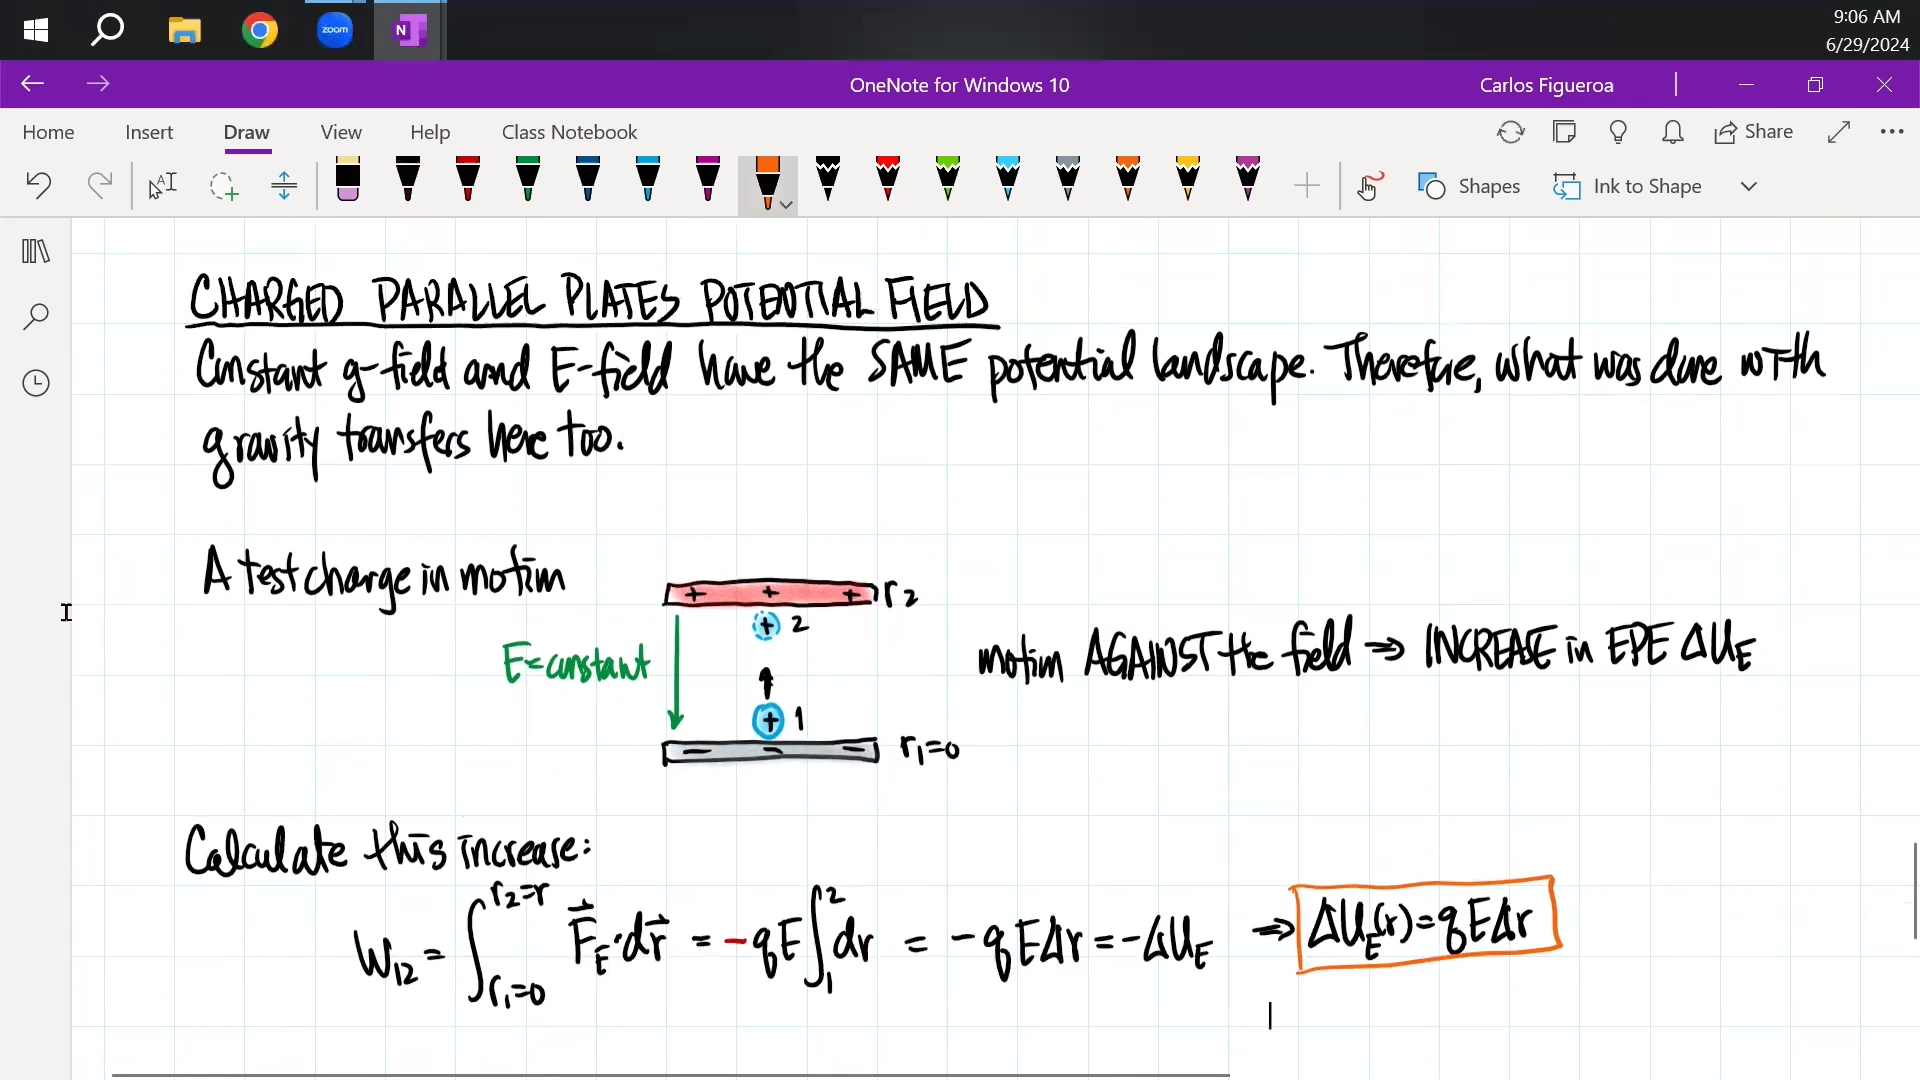 9:06 AM
zoom
N
6/29/2024
OneNote for Windows 10
Carlos Figueroa
Home Insert Draw View Help Class Notebook
Share
Shapes
Ink to Shape
CHARGED PARALLEL PLATES POTENTIAL FIELD
Constant g-field and E-field have the SAME potential landscape. Therefore, what was done with
gravity transfers here too.
A test charge in motion
+ + + r₂
+ 2
E=constant
motion AGAINST the field ⇒ INCREASE in EPE ΔU_E
+ 1
− − − r₁=0
Calculate this increase:
W₁₂ = ∫_{r₁=0}^{r₂=r} F⃗_E·dr⃗ = -qE∫₁² dr = -qEΔr = -ΔU_E ⇒ ΔU_E(r)=qEΔr